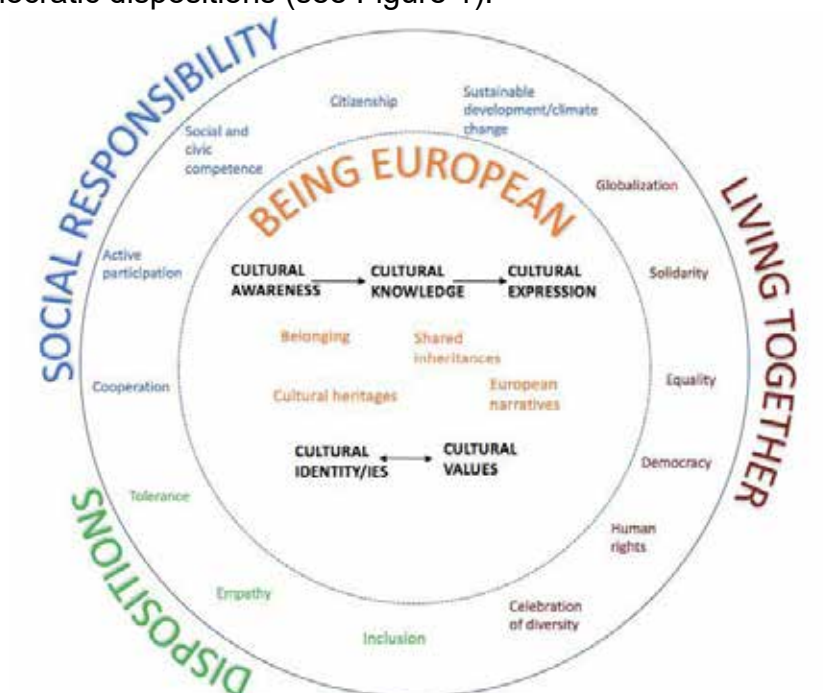 ocratic dispositions (see Figure 1).
SOCIAL RESPONSIBILITY
Citizenship
Sustainable
development/climate
change
Social and
civic
competence
BEING EUROPEAN
Globalization
LIVING TOGETHER
Active
participation
CULTURAL
AWARENESS
CULTURAL
KNOWLEDGE
CULTURAL
EXPRESSION
Solidarity
Belonging
Shared
inheritances
Cooperation
Cultural heritages
European
narratives
Equality
CULTURAL
IDENTITY/IES
CULTURAL
VALUES
Democracy
Tolerance
DISPOSITIONS
Human
rights
Empathy
Celebration
of diversity
Inclusion